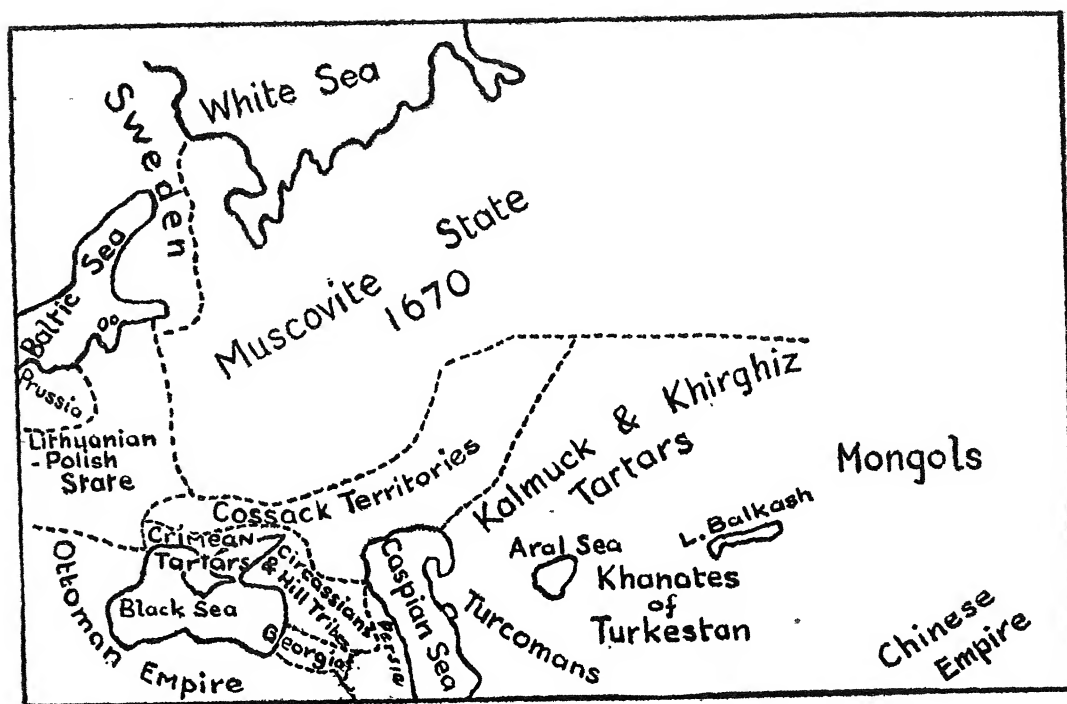 White Sea
Sweden
Baltic Sea
Muscovite State
1670
Prussia
Lithuanian
-Polish
State
Cossack Territories
Kalmuck & Khirghiz
Tartars
Mongols
Crimean
Tartars
Circassians
& Hill Tribes
Aral Sea
L. Balkash
Khanates
of
Turkestan
Black Sea
Georgia
Persia
Caspian Sea
Turcomans
Ottoman Empire
Chinese
Empire